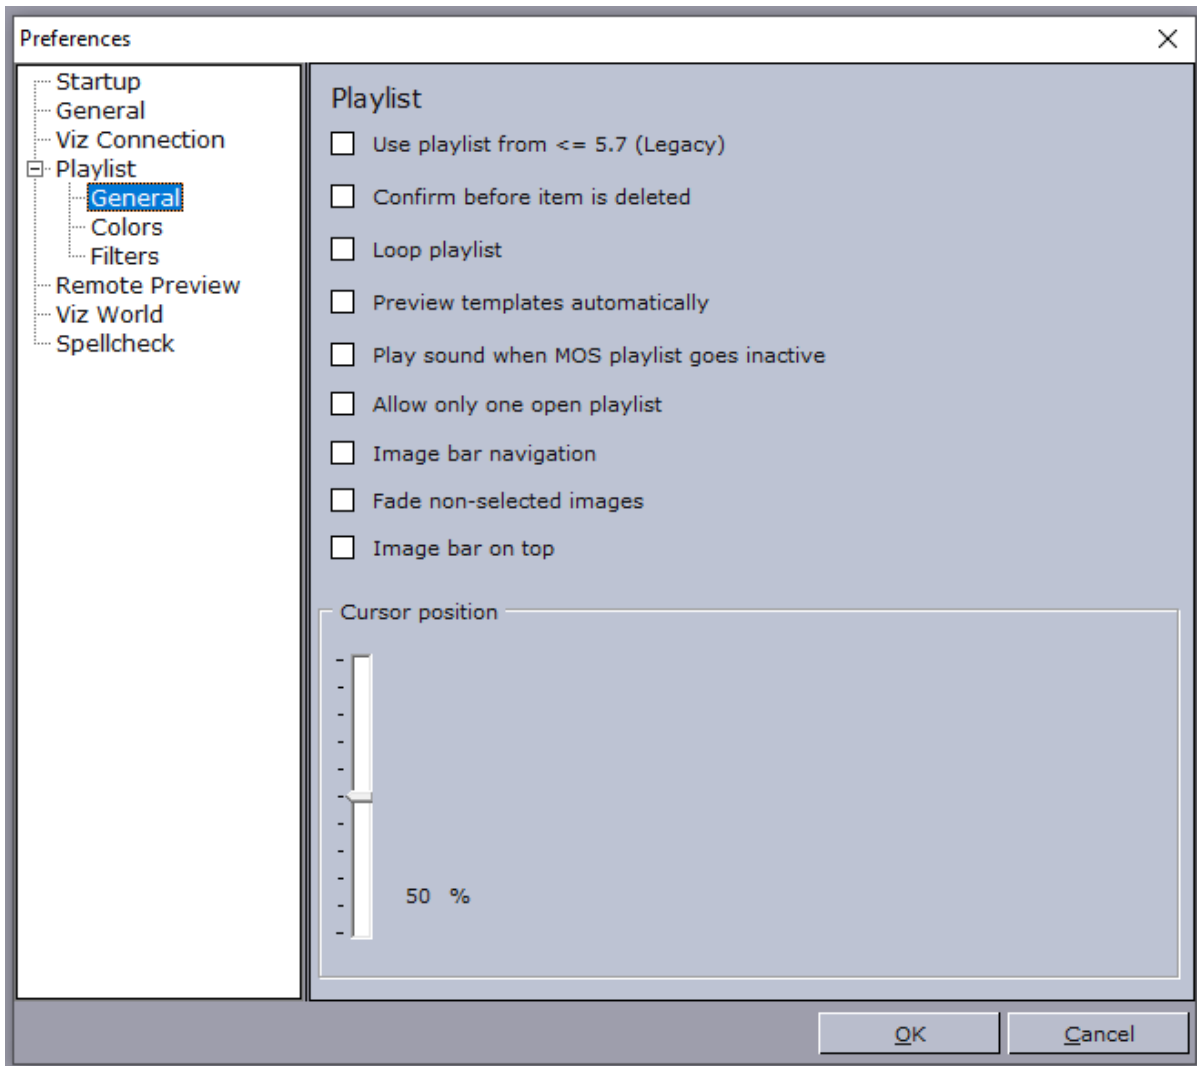 Preferences
Startup
General
Viz Connection
Playlist
General
Colors
Filters
Remote Preview
Viz World
Spellcheck
Playlist
Use playlist from <= 5.7 (Legacy)
Confirm before item is deleted
Loop playlist
Preview templates automatically
Play sound when MOS playlist goes inactive
Allow only one open playlist
Image bar navigation
Fade non-selected images
Image bar on top
Cursor position
50 %
OK
Cancel